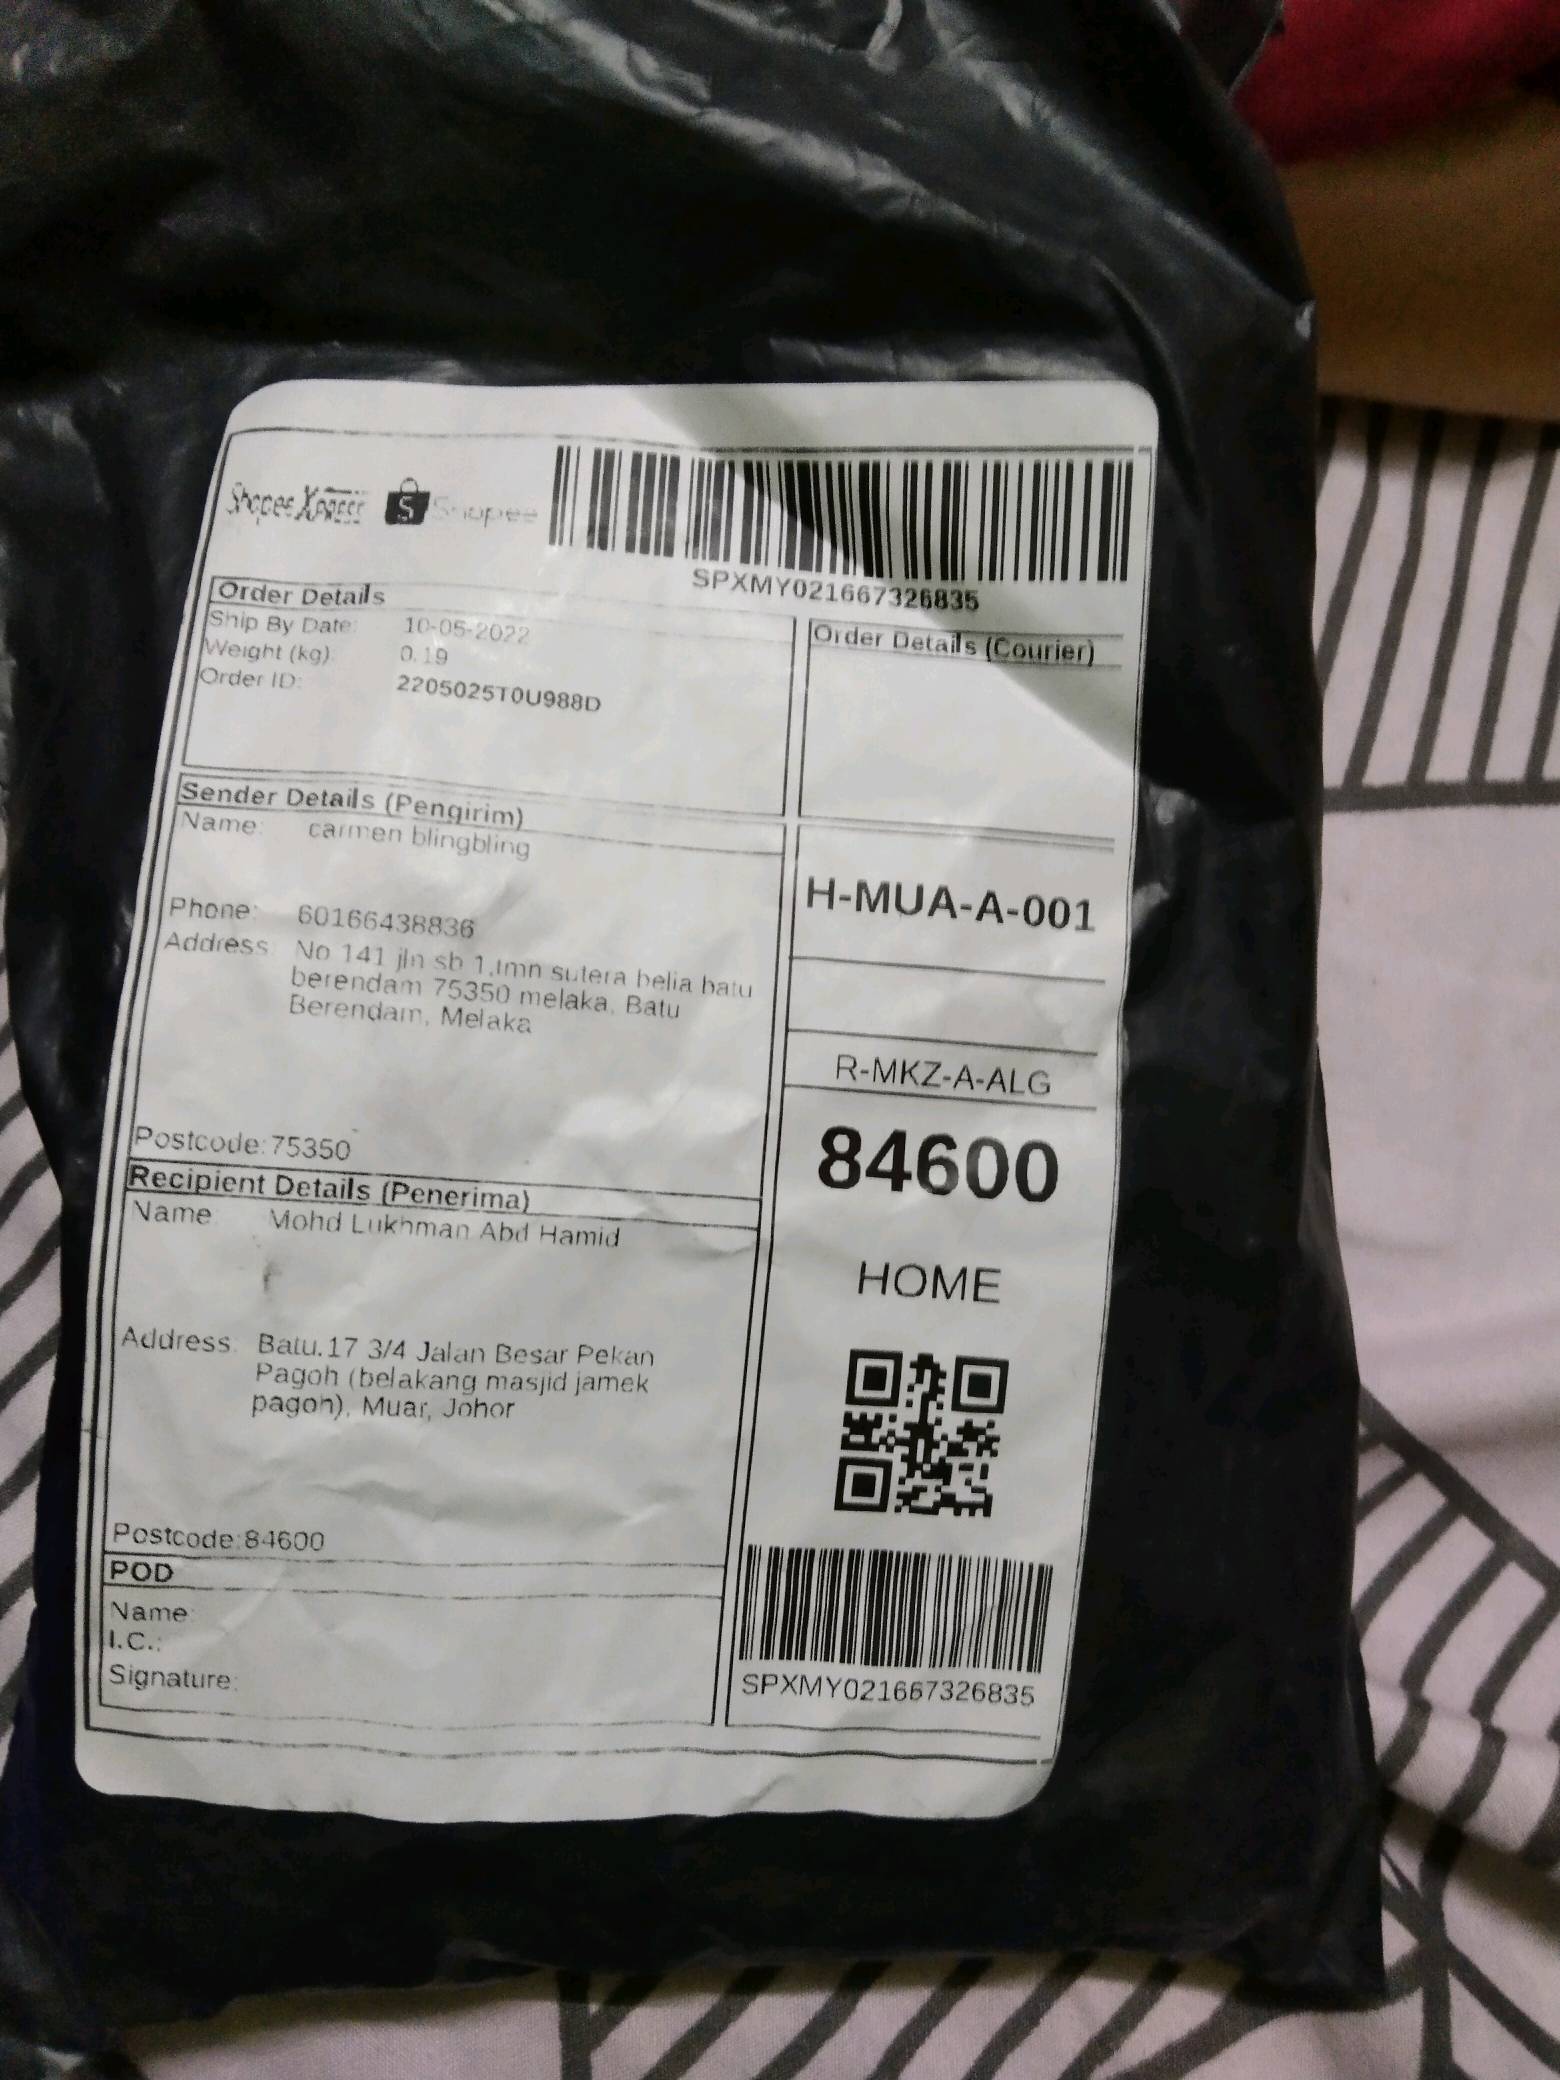 Shopee Xpress
S Shopee
SPXMY021667326835
Order Details
Ship By Date: 10-05-2022
Weight (kg): 0.19
Order ID: 2205025T0U988D
Order Details (Courier)
Sender Details (Pengirim)
Name: carmen blingbling
Phone: 60166438836
Address: No 141 jln sb 1,tmn sutera belia batu
berendam 75350 melaka, Batu
Berendam, Melaka
Postcode:75350
H-MUA-A-001
R-MKZ-A-ALG
84600
HOME
Recipient Details (Penerima)
Name Mohd Lukhman Abd Hamid
Address: Batu.17 3/4 Jalan Besar Pekan
Pagoh (belakang masjid jamek
pagoh), Muar, Johor
Postcode:84600
POD
Name:
I.C.:
Signature:
SPXMY021667326835